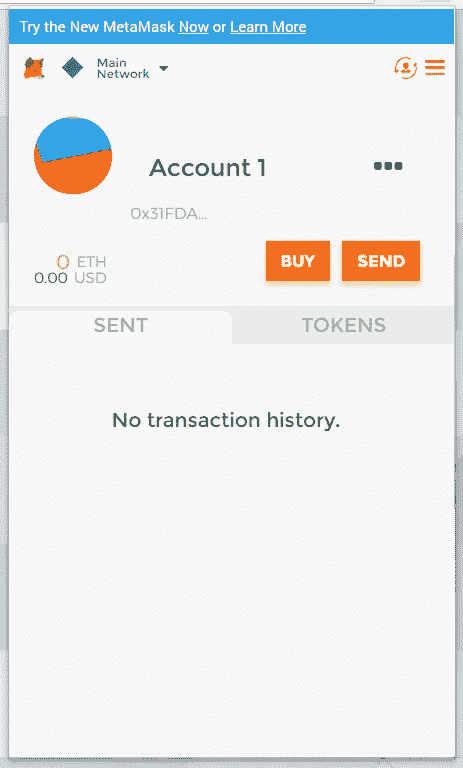 Try the New MetaMask Now or Learn More
Main
Network
Account 1
0x31FDA...
0 ETH
0.00 USD
BUY SEND
SENT TOKENS
No transaction history.